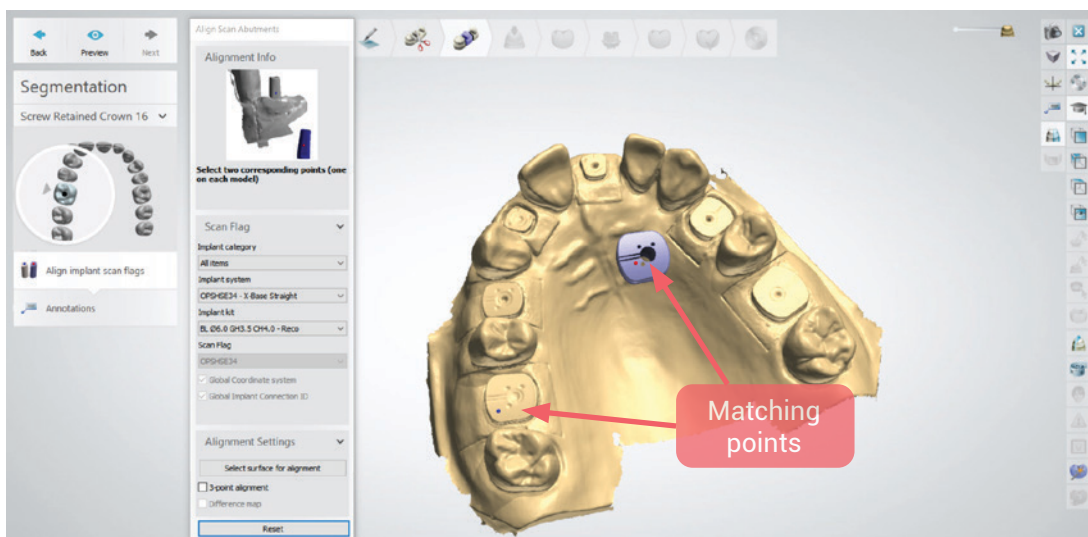 Back
Preview
Next
Segmentation
Screw Retained Crown 16
Align implant scan flags
Annotations
Align Scan Abutments
Alignment Info
Select two corresponding points (one
on each model)
Scan Flag
Implant category
All items
Implant system
OPSHSE34 - X-Base Straight
Implant kit
BL Ø6.0 GH3.5 CH4.0 - Reco
Scan Flag
OPSHSE34
Global Coordinate system
Global Implant Connection ID
Alignment Settings
Select surface for alignment
3-point alignment
Difference map
Reset
Matching
points